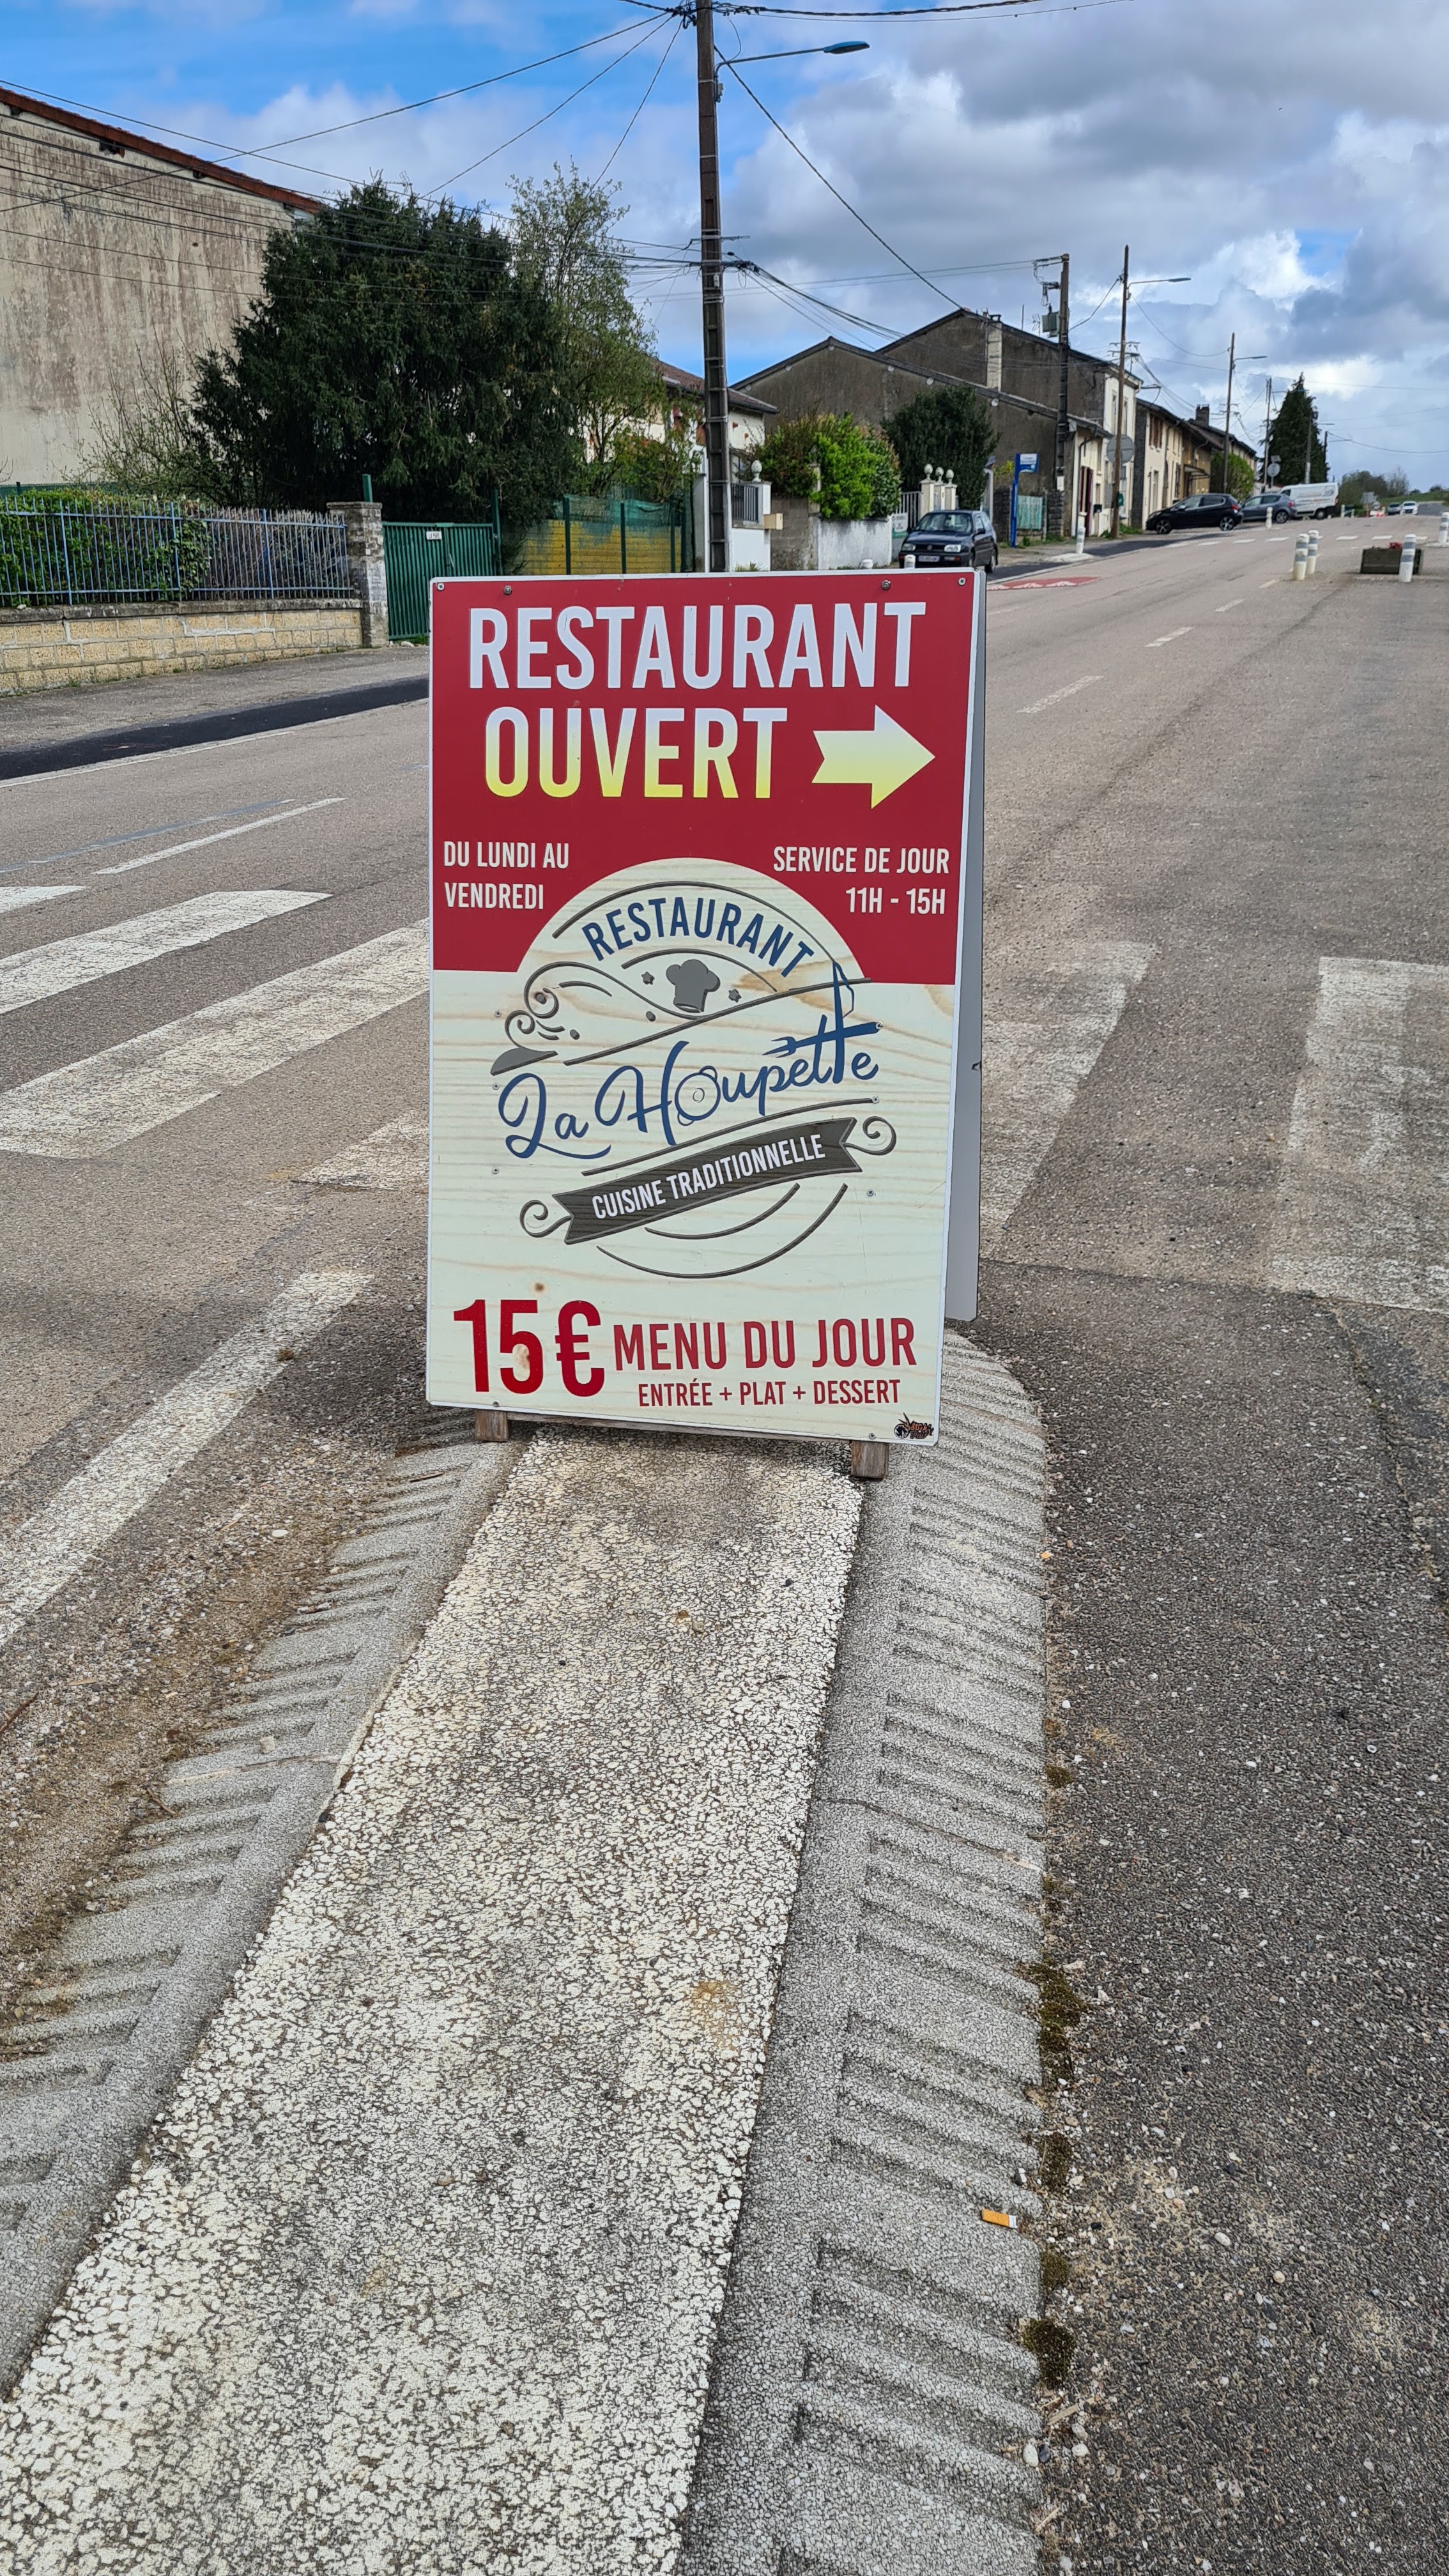 RESTAURANT
OUVERT
DU LUNDI AU
VENDREDI
SERVICE DE JOUR
11H - 15H
RESTAURANT
La Houpette
CUISINE TRADITIONNELLE
15€ MENU DU JOUR
ENTRÉE + PLAT + DESSERT